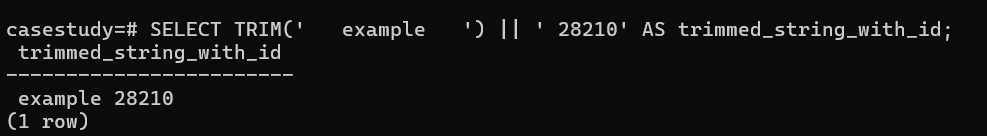 casestudy=# SELECT TRIM('   example   ') || ' 28210' AS trimmed_string_with_id;
 trimmed_string_with_id
------------------------
 example 28210
(1 row)